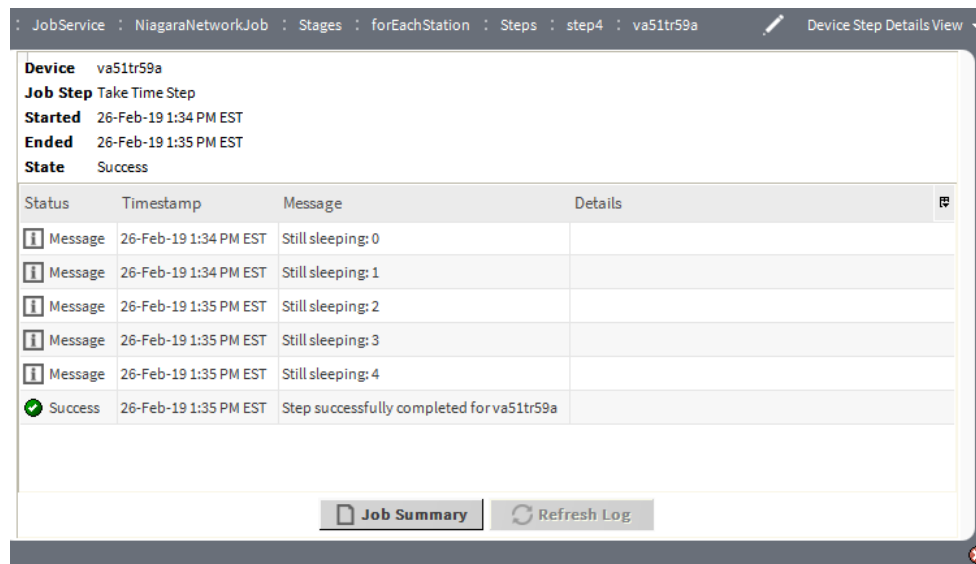 : JobService : NiagaraNetworkJob : Stages : forEachStation : Steps : step4 : va51tr59a Device Step Details View
Device va51tr59a
Job Step Take Time Step
Started 26-Feb-19 1:34 PM EST
Ended 26-Feb-19 1:35 PM EST
State Success
Status Timestamp Message Details
Message 26-Feb-19 1:34 PM EST Still sleeping: 0
Message 26-Feb-19 1:34 PM EST Still sleeping: 1
Message 26-Feb-19 1:35 PM EST Still sleeping: 2
Message 26-Feb-19 1:35 PM EST Still sleeping: 3
Message 26-Feb-19 1:35 PM EST Still sleeping: 4
Success 26-Feb-19 1:35 PM EST Step successfully completed for va51tr59a
Job Summary Refresh Log